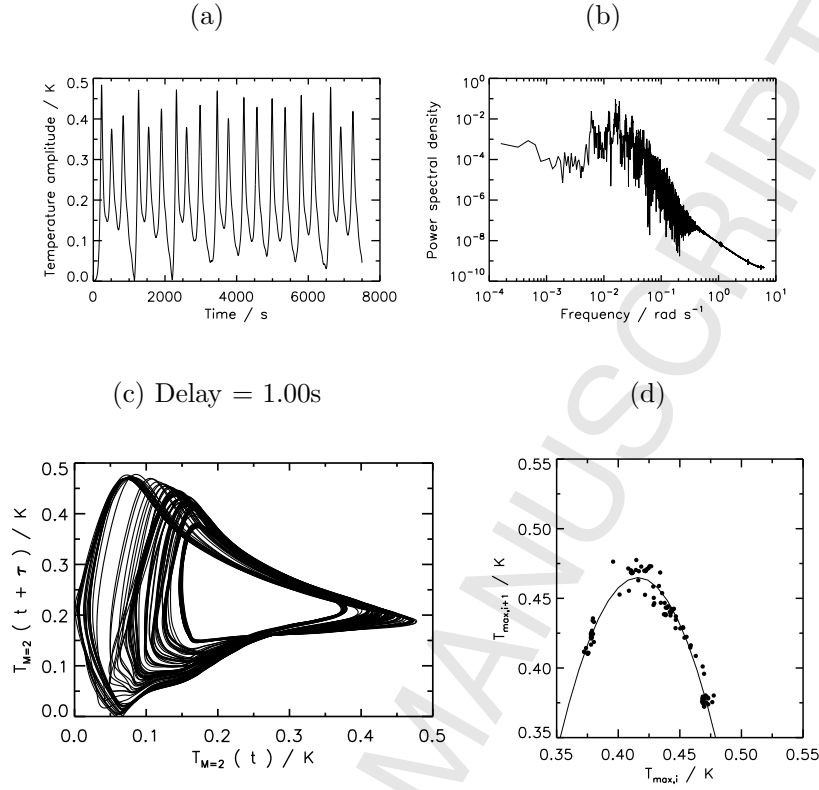 (a)
(b)
Temperature amplitude / K
0.5
0.4
0.3
0.2
0.1
0.0
0 2000 4000 6000 8000
Time / s
Power spectral density
10^0
10^-2
10^-4
10^-6
10^-8
10^-10
10^-4 10^-3 10^-2 10^-1 10^0 10^1
Frequency / rad s^-1
(c) Delay = 1.00s
(d)
T_M=2 ( t + τ ) / K
0.5
0.4
0.3
0.2
0.1
0.0
0.0 0.1 0.2 0.3 0.4 0.5
T_M=2 ( t ) / K
T_max,i+1 / K
0.55
0.50
0.45
0.40
0.35
0.35 0.40 0.45 0.50 0.55
T_max,i / K
MANUSCRIPT